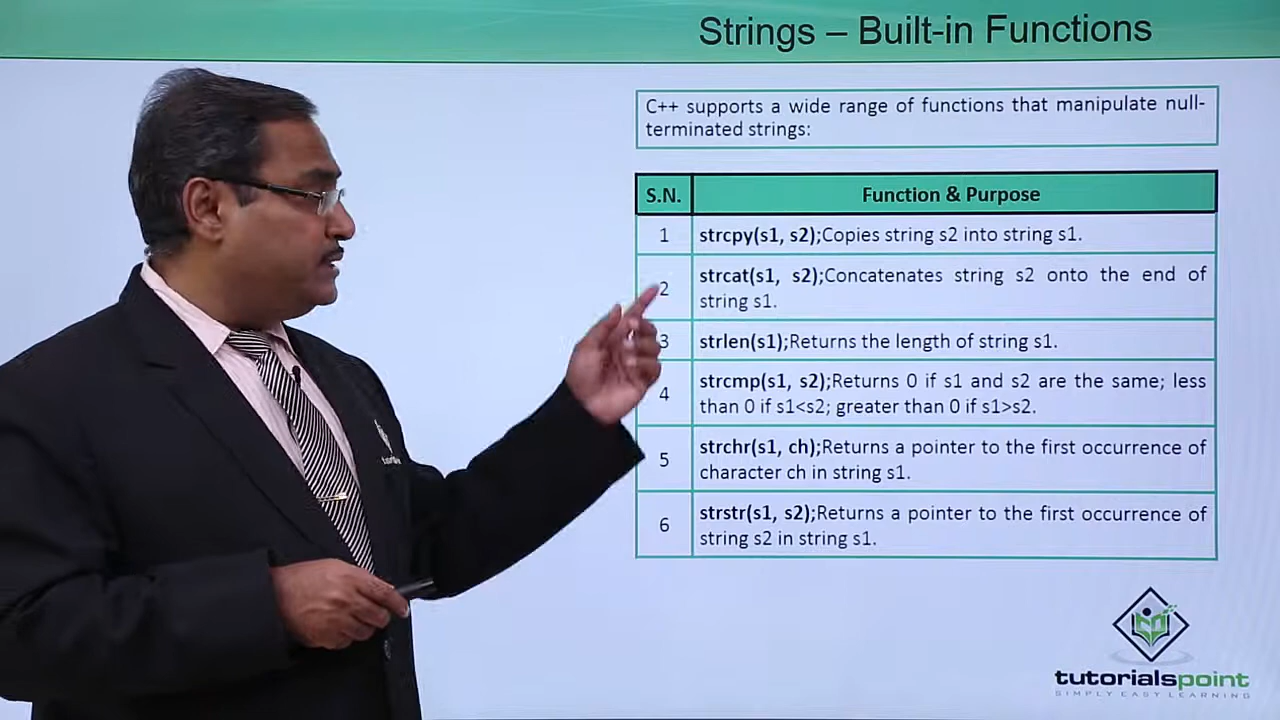 Strings – Built-in Functions
C++ supports a wide range of functions that manipulate null-
terminated strings:
S.N. Function & Purpose
1 strcpy(s1, s2);Copies string s2 into string s1.
2 strcat(s1, s2);Concatenates string s2 onto the end of
string s1.
3 strlen(s1);Returns the length of string s1.
4 strcmp(s1, s2);Returns 0 if s1 and s2 are the same; less
than 0 if s1<s2; greater than 0 if s1>s2.
5 strchr(s1, ch);Returns a pointer to the first occurrence of
character ch in string s1.
6 strstr(s1, s2);Returns a pointer to the first occurrence of
string s2 in string s1.
tutorialspoint
SIMPLY EASY LEARNING